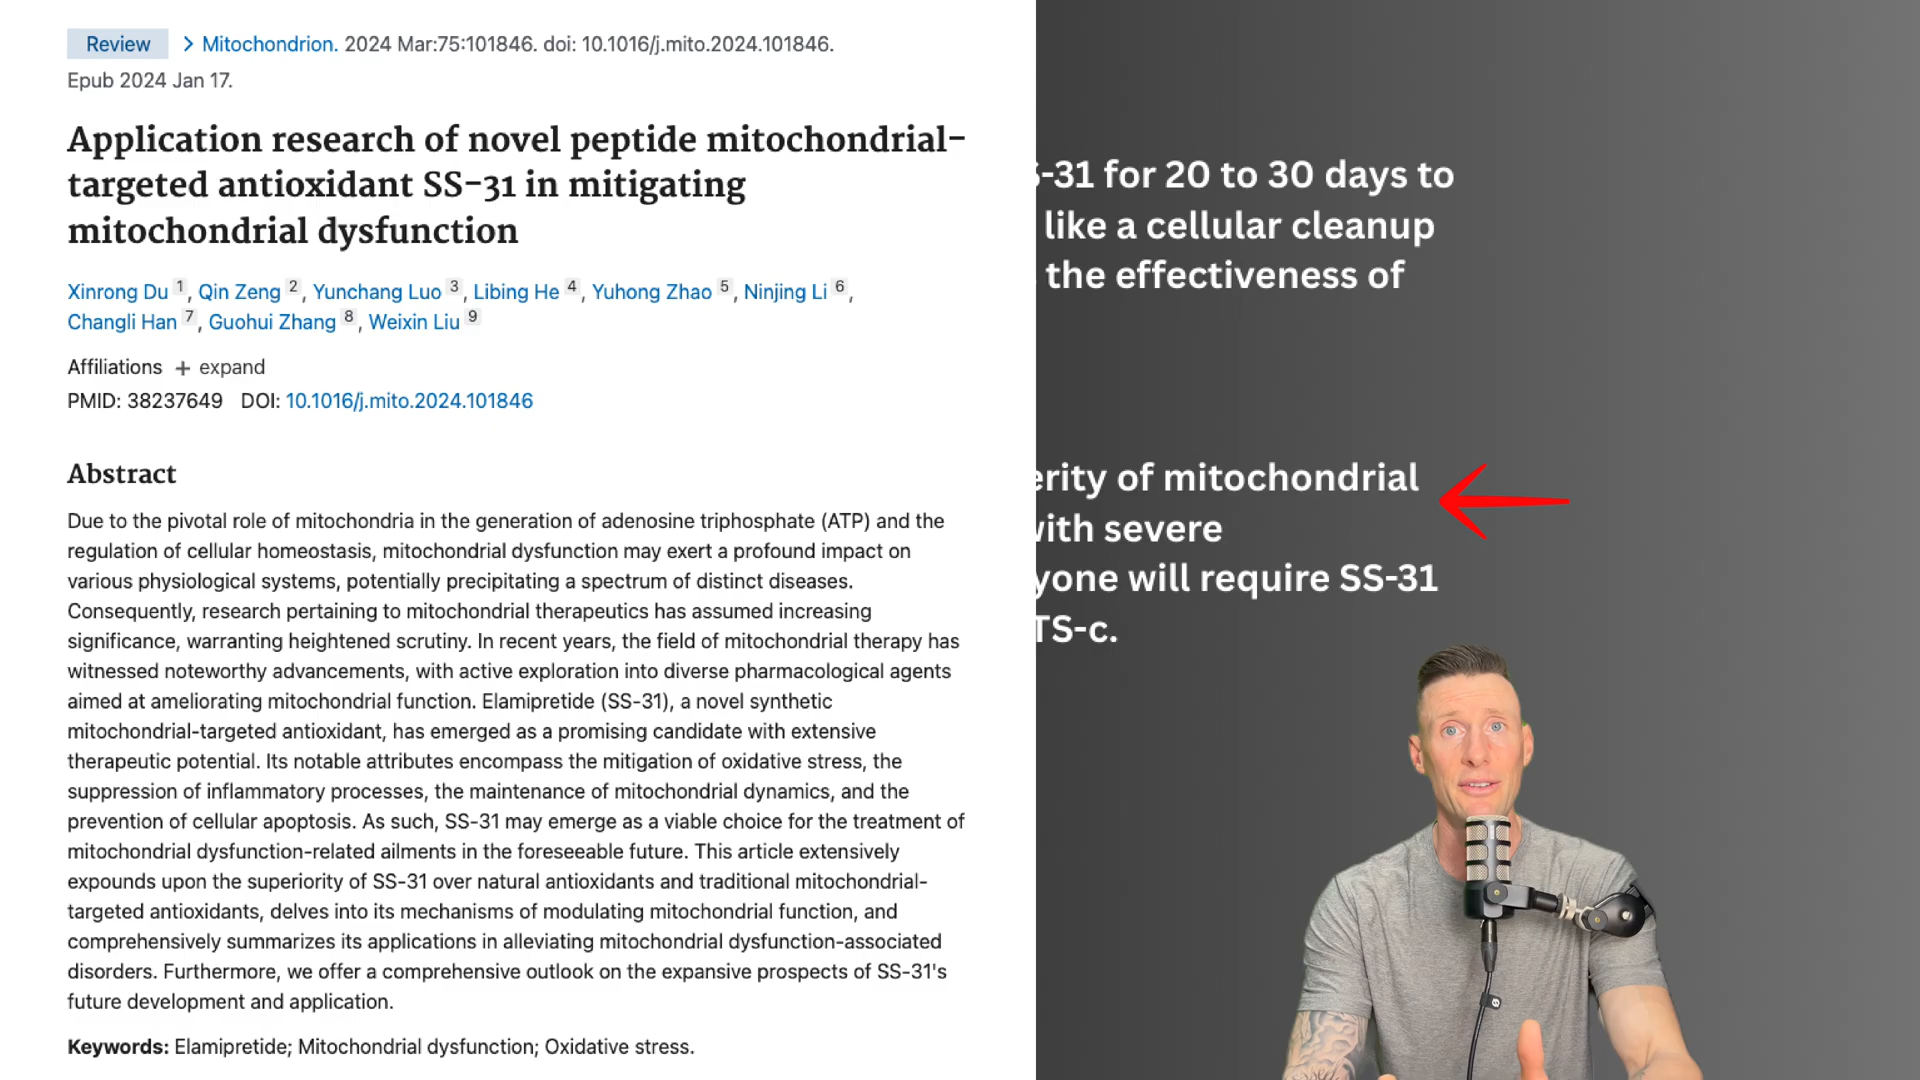 Review > Mitochondrion. 2024 Mar:75:101846. doi: 10.1016/j.mito.2024.101846.
Epub 2024 Jan 17.
Application research of novel peptide mitochondrial-
targeted antioxidant SS-31 in mitigating
mitochondrial dysfunction
Xinrong Du 1, Qin Zeng 2, Yunchang Luo 3, Libing He 4, Yuhong Zhao 5, Ninjing Li 6,
Changli Han 7, Guohui Zhang 8, Weixin Liu 9
Affiliations + expand
PMID: 38237649 DOI: 10.1016/j.mito.2024.101846
Abstract
Due to the pivotal role of mitochondria in the generation of adenosine triphosphate (ATP) and the
regulation of cellular homeostasis, mitochondrial dysfunction may exert a profound impact on
various physiological systems, potentially precipitating a spectrum of distinct diseases.
Consequently, research pertaining to mitochondrial therapeutics has assumed increasing
significance, warranting heightened scrutiny. In recent years, the field of mitochondrial therapy has
witnessed noteworthy advancements, with active exploration into diverse pharmacological agents
aimed at ameliorating mitochondrial function. Elamipretide (SS-31), a novel synthetic
mitochondrial-targeted antioxidant, has emerged as a promising candidate with extensive
therapeutic potential. Its notable attributes encompass the mitigation of oxidative stress, the
suppression of inflammatory processes, the maintenance of mitochondrial dynamics, and the
prevention of cellular apoptosis. As such, SS-31 may emerge as a viable choice for the treatment of
mitochondrial dysfunction-related ailments in the foreseeable future. This article extensively
expounds upon the superiority of SS-31 over natural antioxidants and traditional mitochondrial-
targeted antioxidants, delves into its mechanisms of modulating mitochondrial function, and
comprehensively summarizes its applications in alleviating mitochondrial dysfunction-associated
disorders. Furthermore, we offer a comprehensive outlook on the expansive prospects of SS-31's
future development and application.
Keywords: Elamipretide; Mitochondrial dysfunction; Oxidative stress.
-31 for 20 to 30 days to
like a cellular cleanup
the effectiveness of
erity of mitochondrial
with severe
yone will require SS-31
TS-c.